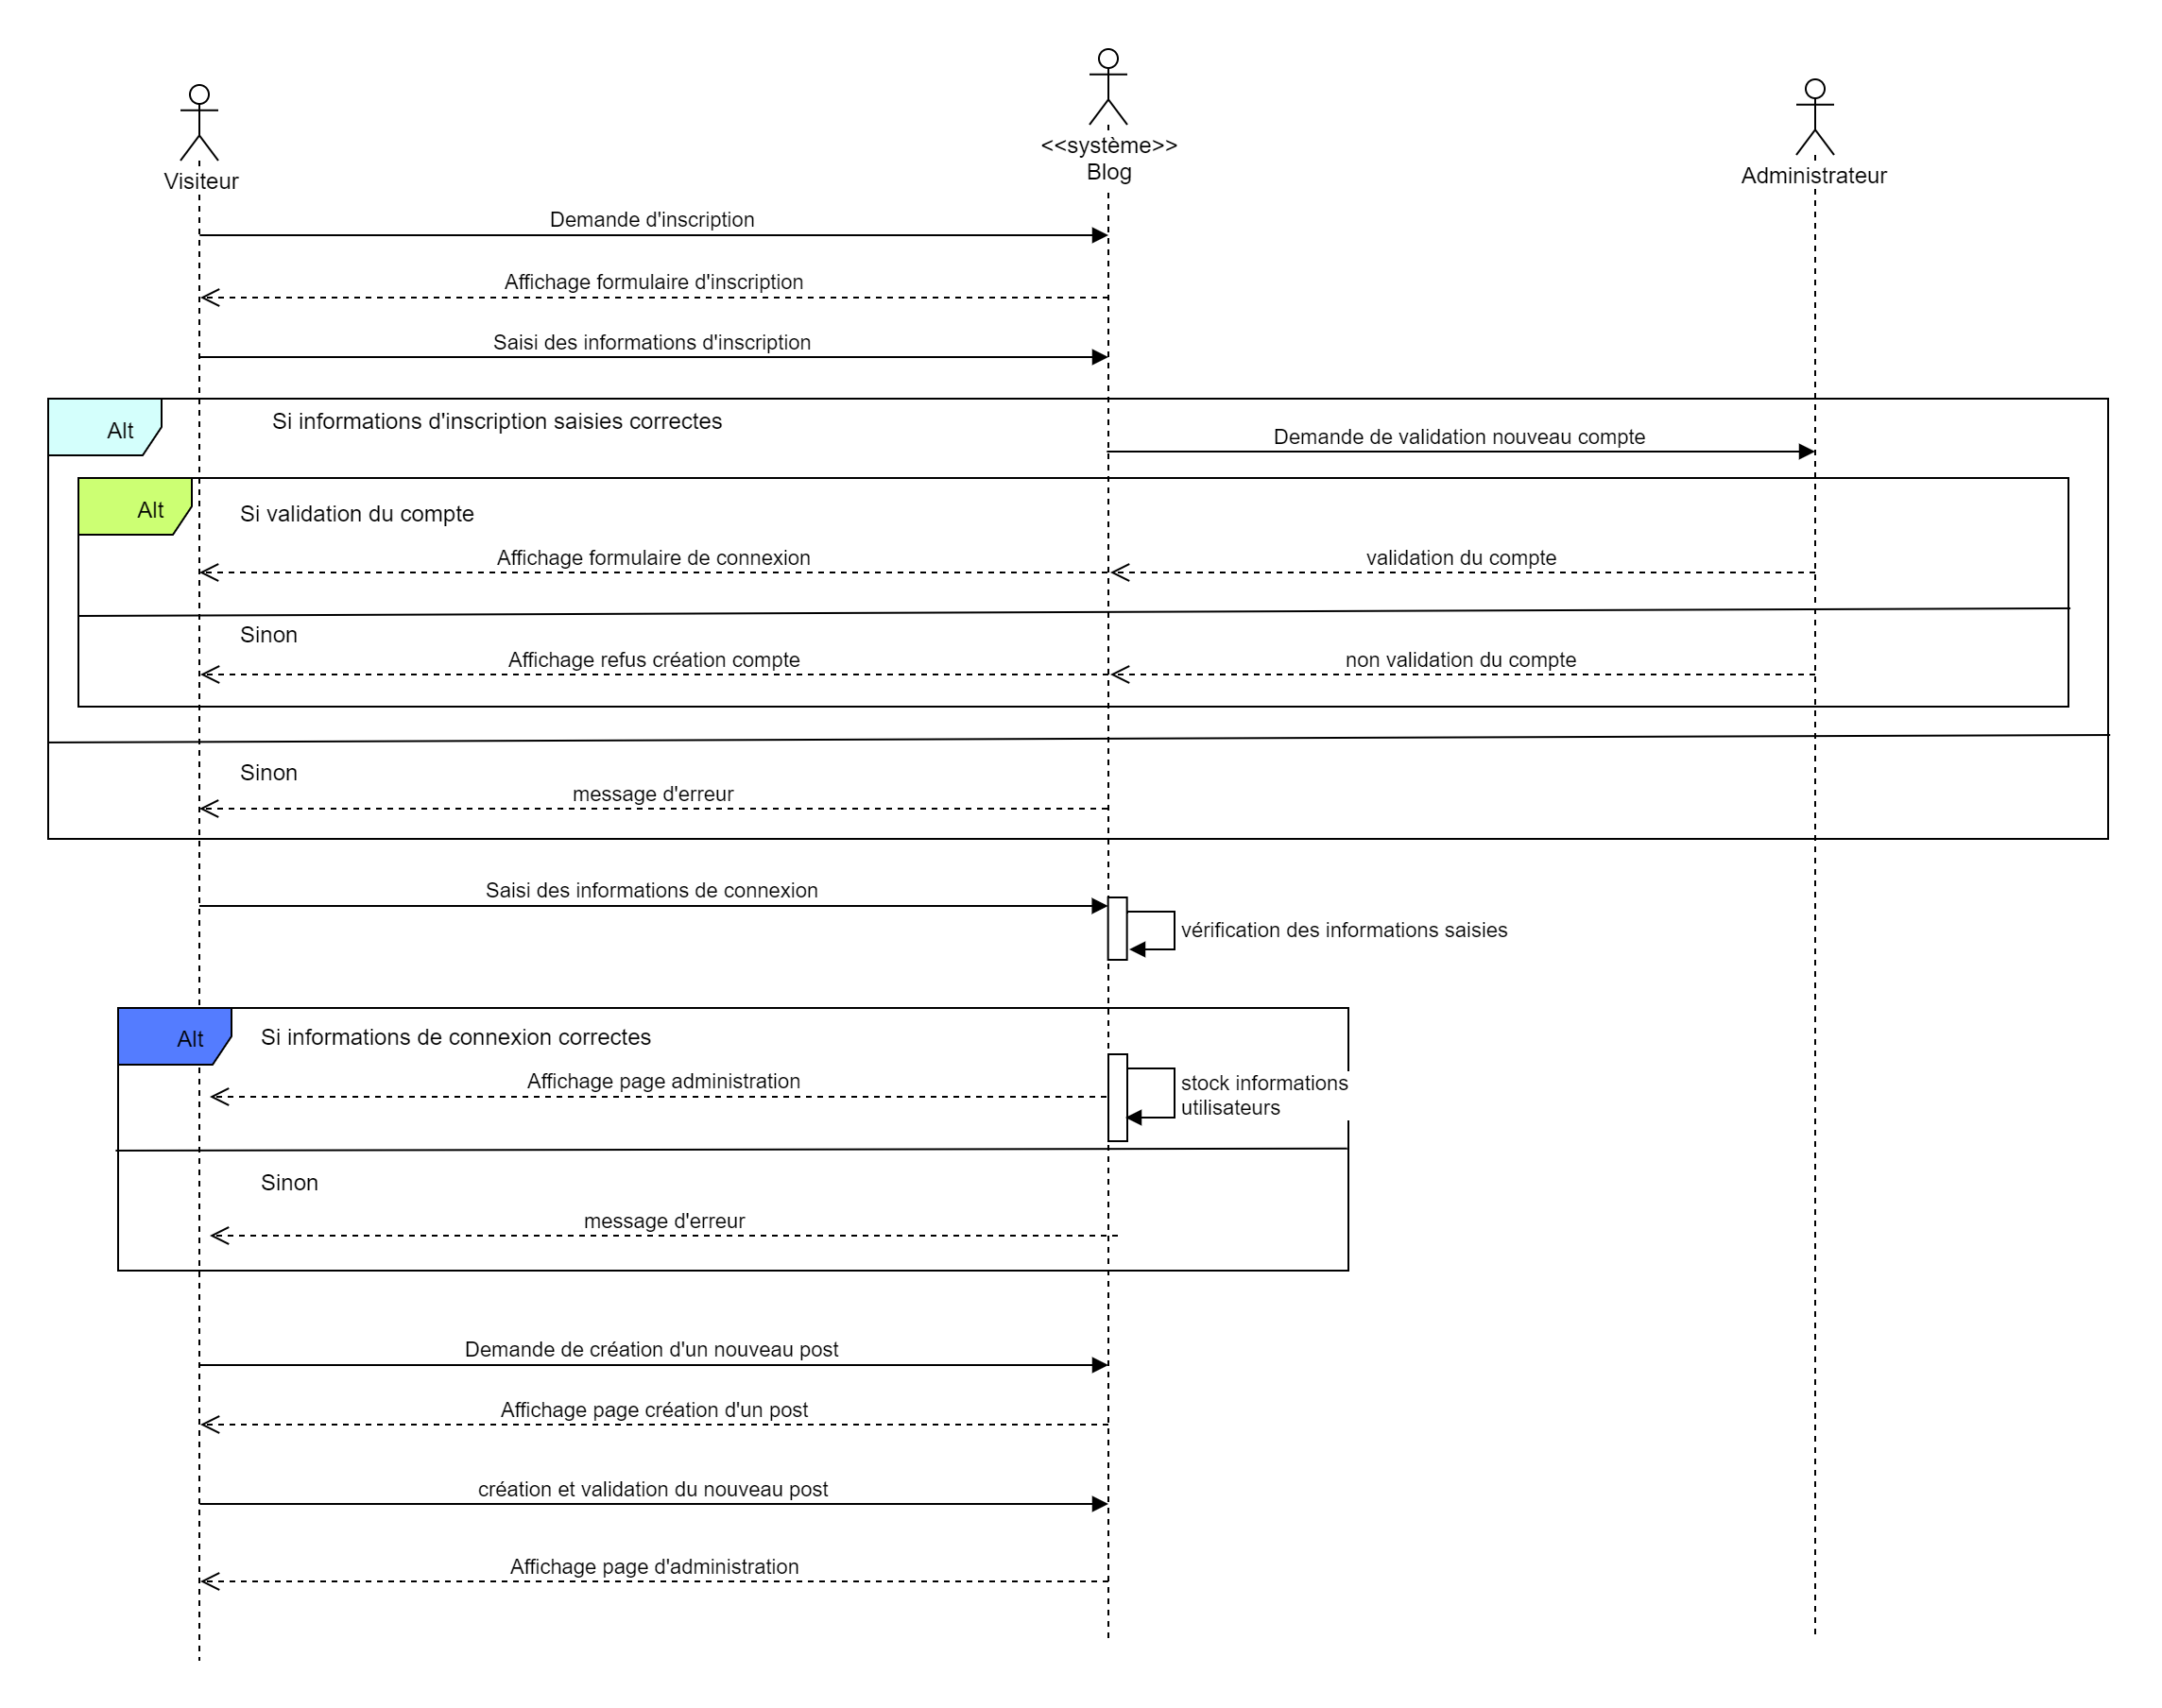 <<système>>
Blog
Visiteur
Administrateur
Demande d'inscription
Affichage formulaire d'inscription
Saisi des informations d'inscription
Alt
Si informations d'inscription saisies correctes
Demande de validation nouveau compte
Alt
Si validation du compte
Affichage formulaire de connexion
validation du compte
Sinon
Affichage refus création compte
non validation du compte
Sinon
message d'erreur
Saisi des informations de connexion
vérification des informations saisies
Alt
Si informations de connexion correctes
Affichage page administration
stock informations
utilisateurs
Sinon
message d'erreur
Demande de création d'un nouveau post
Affichage page création d'un post
création et validation du nouveau post
Affichage page d'administration